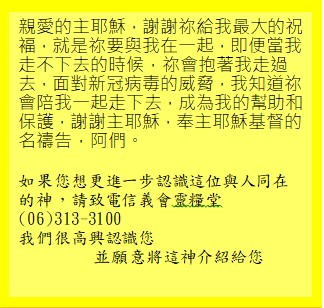 親愛的主耶穌，謝謝祢給我最大的祝
福，就是祢要與我在一起，即便當我
走不下去的時候，祢會抱著我走過
去，面對新冠病毒的威脅，我知道祢
會陪我一起走下去，成為我的幫助和
保護，謝謝主耶穌，奉主耶穌基督的
名禱告，阿們。
如果您想更進一步認識這位與人同在
的神，請致電信義會靈糧堂
(06)313-3100
我們很高興認識您
並願意將這神介紹給您